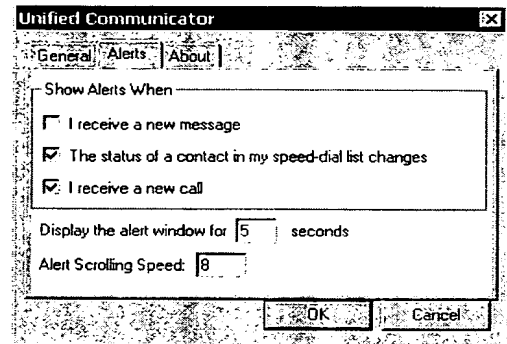 Unified Communicator
General Alerts About
Show Alerts When
I receive a new message
The status of a contact in my speed-dial list changes
I receive a new call
Display the alert window for 5 seconds
Alert Scrolling Speed: 8
OK Cancel